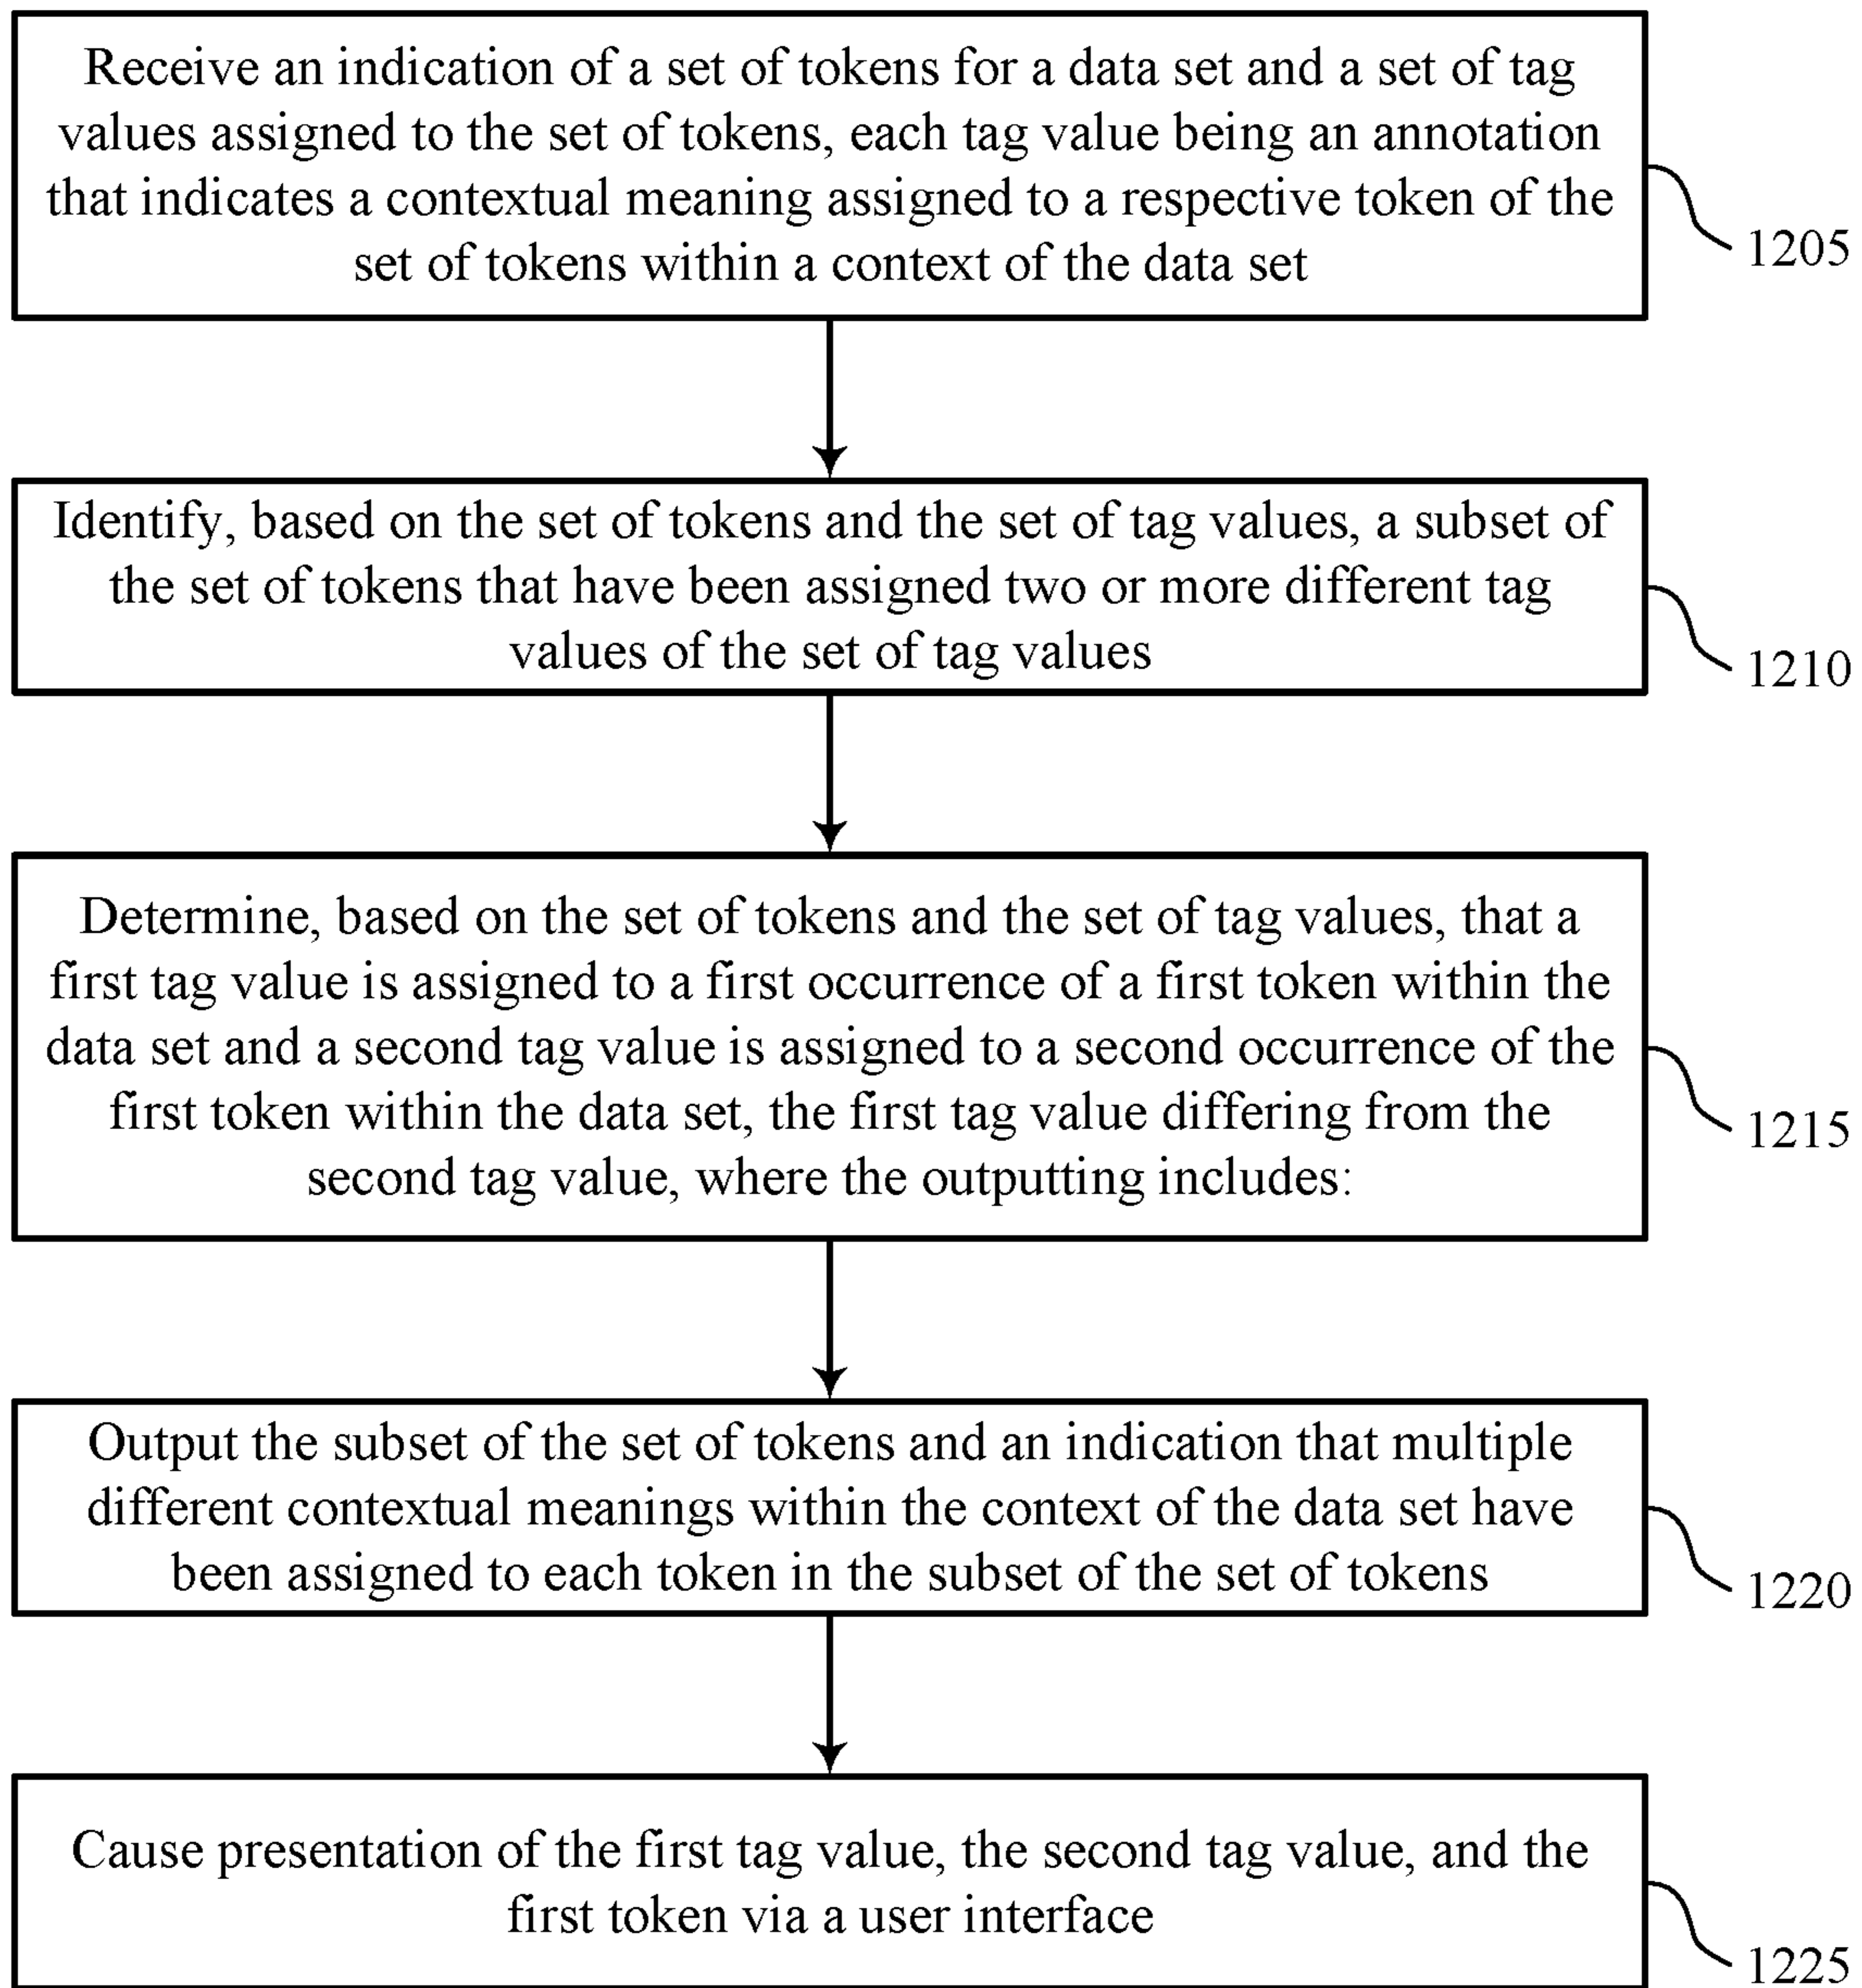 Receive an indication of a set of tokens for a data set and a set of tag
values assigned to the set of tokens, each tag value being an annotation
that indicates a contextual meaning assigned to a respective token of the
set of tokens within a context of the data set
1205
Identify, based on the set of tokens and the set of tag values, a subset of
the set of tokens that have been assigned two or more different tag
values of the set of tag values
1210
Determine, based on the set of tokens and the set of tag values, that a
first tag value is assigned to a first occurrence of a first token within the
data set and a second tag value is assigned to a second occurrence of the
first token within the data set, the first tag value differing from the
second tag value, where the outputting includes:
1215
Output the subset of the set of tokens and an indication that multiple
different contextual meanings within the context of the data set have
been assigned to each token in the subset of the set of tokens
1220
Cause presentation of the first tag value, the second tag value, and the
first token via a user interface
1225